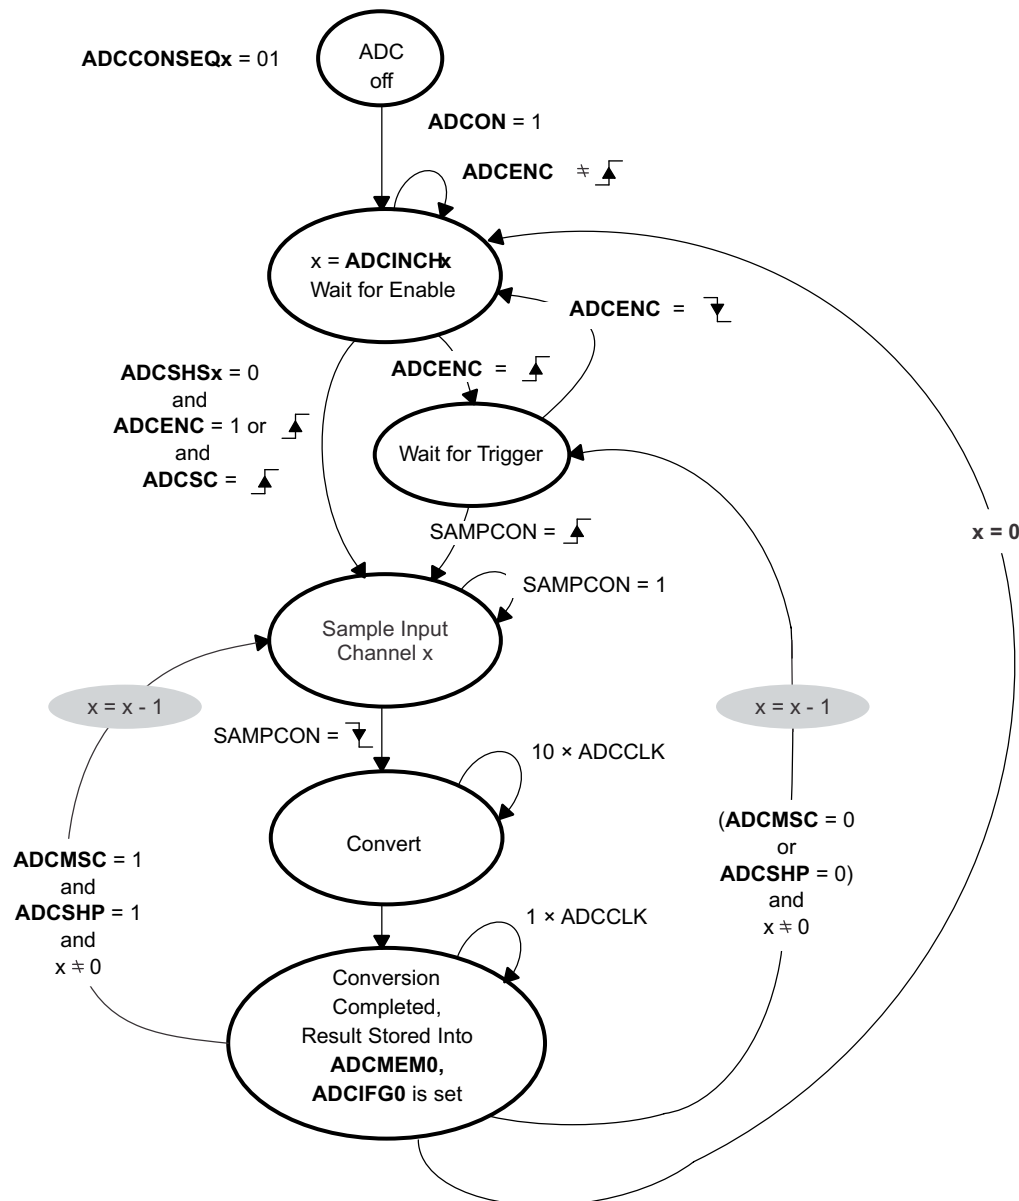 ADCCONSEQx = 01
ADC
off
ADCON = 1
ADCENC ≠
x = ADCINCHx
Wait for Enable
ADCENC =
ADCSHSx = 0
and
ADCENC = 1 or
and
ADCSC =
ADCENC =
Wait for Trigger
SAMPCON =
x = 0
SAMPCON = 1
Sample Input
Channel x
x = x - 1
x = x - 1
SAMPCON =
10 × ADCCLK
Convert
(ADCMSC = 0
or
ADCSHP = 0)
and
x ≠ 0
ADCMSC = 1
and
ADCSHP = 1
and
x ≠ 0
1 × ADCCLK
Conversion
Completed,
Result Stored Into
ADCMEM0,
ADCIFG0 is set